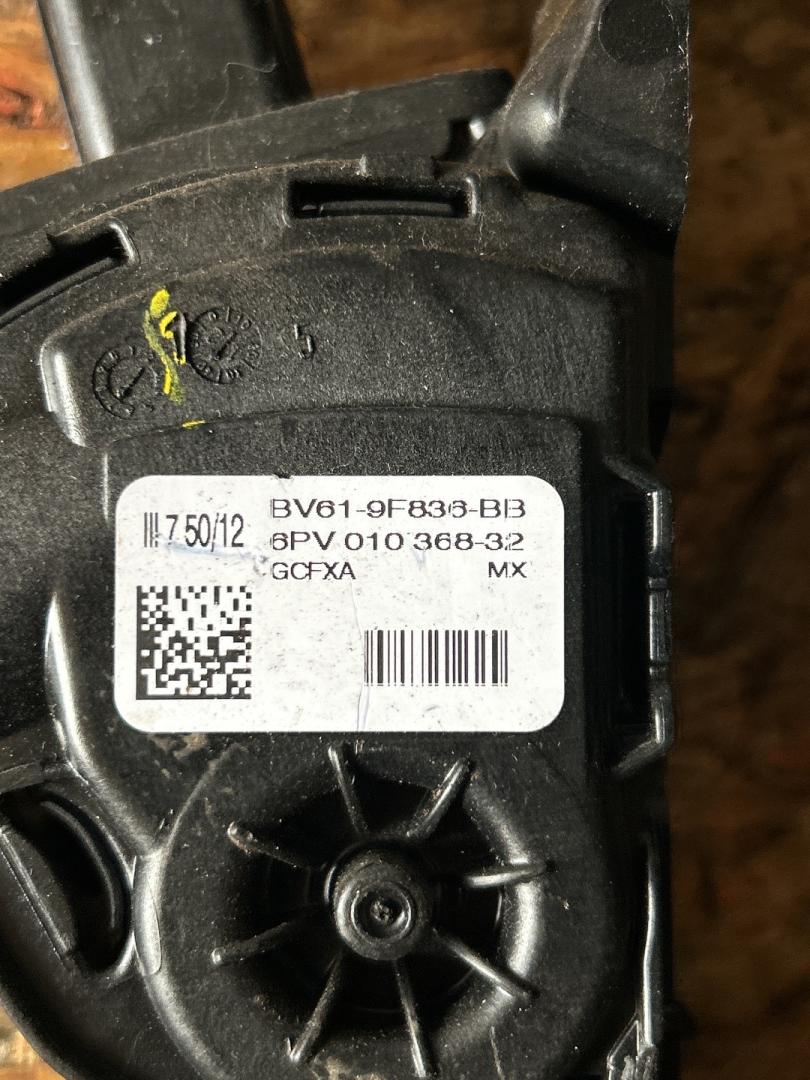 5
BV61-9F836-BB
7 50/12
6PV 010 368-32
GCFXA MX